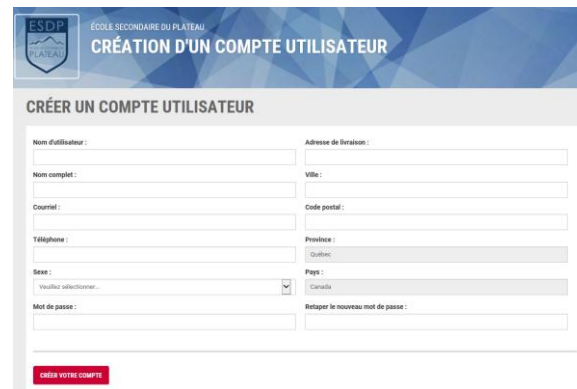 ESDP
PLATEAU
ÉCOLE SECONDAIRE DU PLATEAU
CRÉATION D'UN COMPTE UTILISATEUR
CRÉER UN COMPTE UTILISATEUR
Nom d'utilisateur :
Adresse de livraison :
Nom complet :
Ville :
Courriel :
Code postal :
Téléphone :
Province :
Québec
Sexe :
Pays :
Veuillez sélectionner...
Canada
Mot de passe :
Retaper le nouveau mot de passe :
CRÉER VOTRE COMPTE